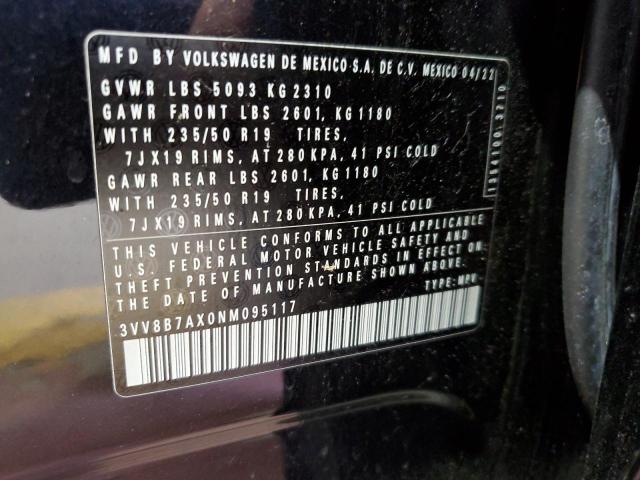 MFD BY VOLKSWAGEN DE MEXICO S.A. DE C.V. MEXICO 04/22
GVWR LBS 5093 KG 2310
GAWR FRONT LBS 2601, KG 1180
WITH 235/50 R19 TIRES,
7JX19 RIMS, AT 280 KPA, 41 PSI COLD
GAWR REAR LBS 2601, KG 1180
WITH 235/50 R19 TIRES,
7JX19 RIMS, AT 280 KPA, 41 PSI COLD
THIS VEHICLE CONFORMS TO ALL APPLICABLE
U.S. FEDERAL MOTOR VEHICLE SAFETY AND
THEFT PREVENTION STANDARDS IN EFFECT ON
THE DATE OF MANUFACTURE SHOWN ABOVE.
TYPE: MPV
3VV8B7AX0NM095117